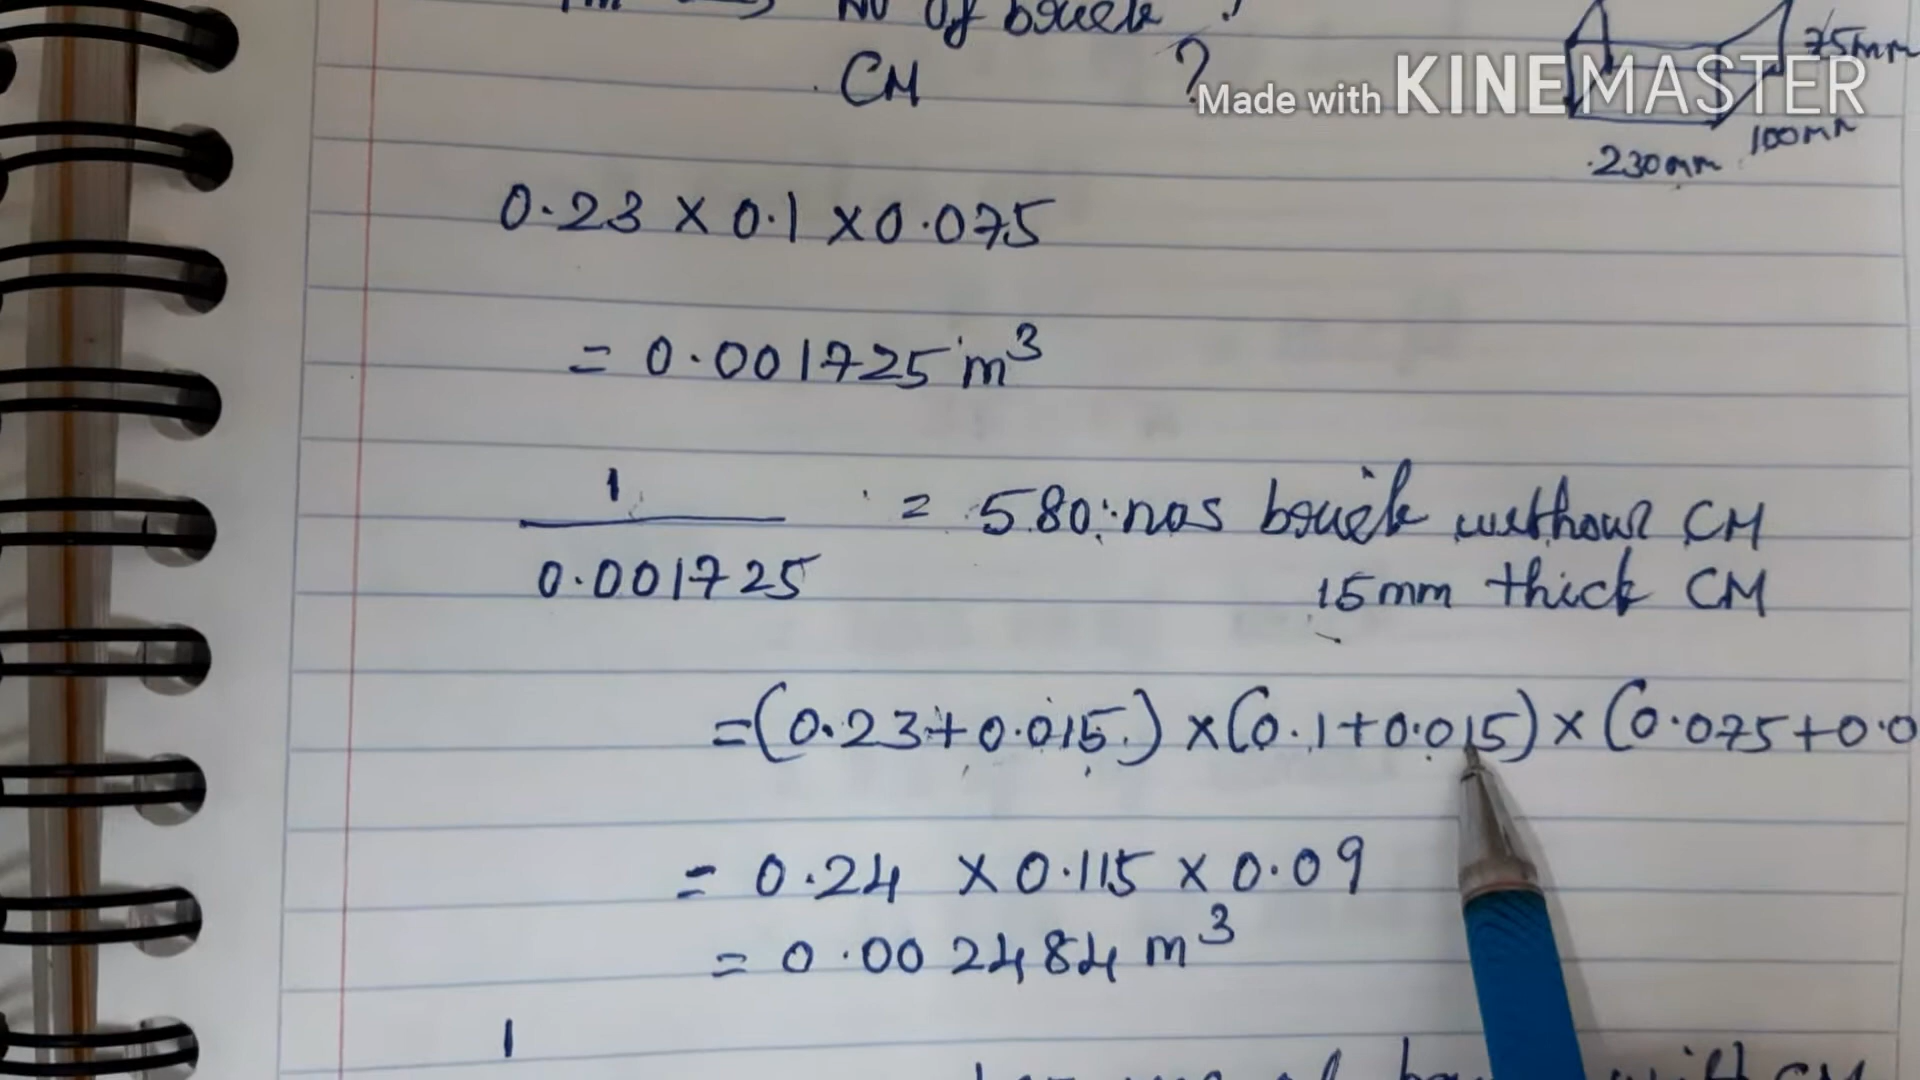 No of brick ?
CM ?
75mm
Made with KINEMASTER
100mm
230mm
0.23 x 0.1 x 0.075
= 0.001725 m³
1
= 580 nos brick without CM
0.001725
15mm thick CM
=(0.23+0.015)x(0.1+0.015)x(0.075+0.0
= 0.24 x 0.115 x 0.09
= 0.002484 m³
1
with CM